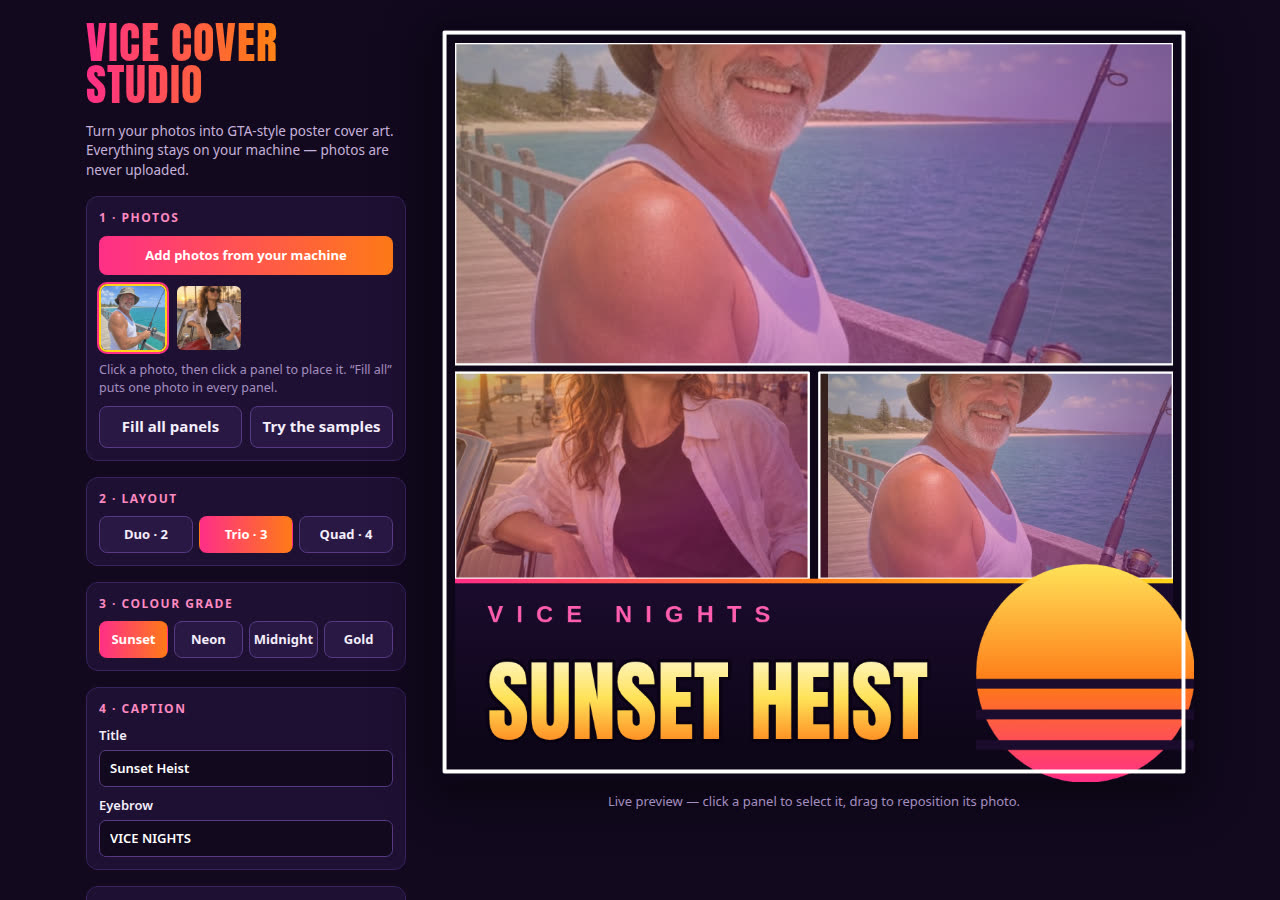 VICE COVER
STUDIO
Turn your photos into GTA-style poster cover art.
Everything stays on your machine — photos are
never uploaded.
1 · PHOTOS
Add photos from your machine
Click a photo, then click a panel to place it. “Fill all”
puts one photo in every panel.
Fill all panels
Try the samples
2 · LAYOUT
Duo · 2
Trio · 3
Quad · 4
3 · COLOUR GRADE
Sunset
Neon
Midnight
Gold
4 · CAPTION
Title
Sunset Heist
Eyebrow
VICE NIGHTS
VICE NIGHTS
SUNSET HEIST
Live preview — click a panel to select it, drag to reposition its photo.